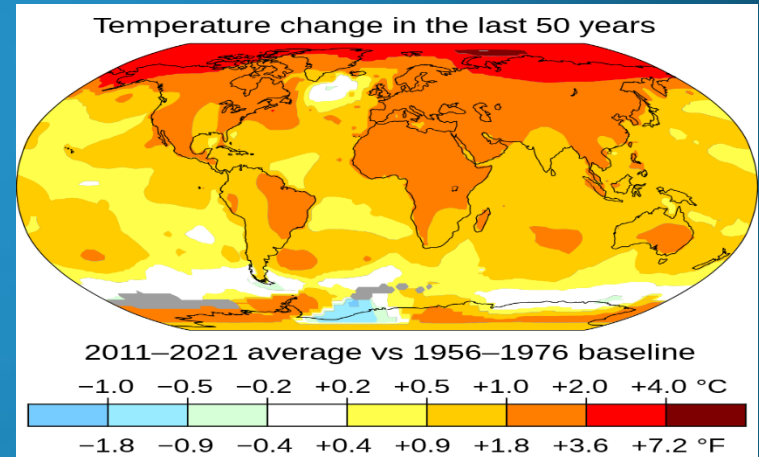 Temperature change in the last 50 years
2011–2021 average vs 1956–1976 baseline
−1.0 −0.5 −0.2 +0.2 +0.5 +1.0 +2.0 +4.0 °C
−1.8 −0.9 −0.4 +0.4 +0.9 +1.8 +3.6 +7.2 °F